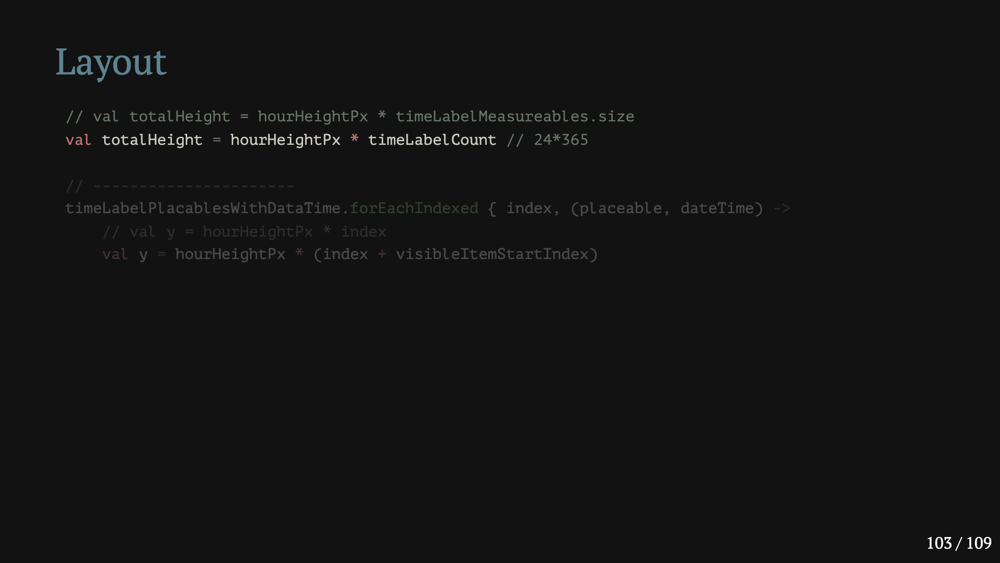 Layout
// val totalHeight = hourHeightPx * timeLabelMeasureables.size
val totalHeight = hourHeightPx * timeLabelCount // 24*365
// ----------------------
timeLabelPlacablesWithDataTime.forEachIndexed { index, (placeable, dateTime) ->
// val y = hourHeightPx * index
val y = hourHeightPx * (index + visibleItemStartIndex)
103 / 109